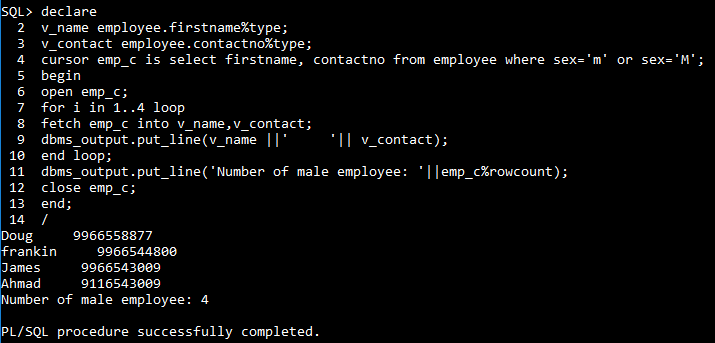 SQL> declare
  2  v_name employee.firstname%type;
  3  v_contact employee.contactno%type;
  4  cursor emp_c is select firstname, contactno from employee where sex='m' or sex='M';
  5  begin
  6  open emp_c;
  7  for i in 1..4 loop
  8  fetch emp_c into v_name,v_contact;
  9  dbms_output.put_line(v_name ||'     '|| v_contact);
 10  end loop;
 11  dbms_output.put_line('Number of male employee: '||emp_c%rowcount);
 12  close emp_c;
 13  end;
 14  /
Doug     9966558877
frankin     9966544800
James     9966543009
Ahmad     9116543009
Number of male employee: 4

PL/SQL procedure successfully completed.